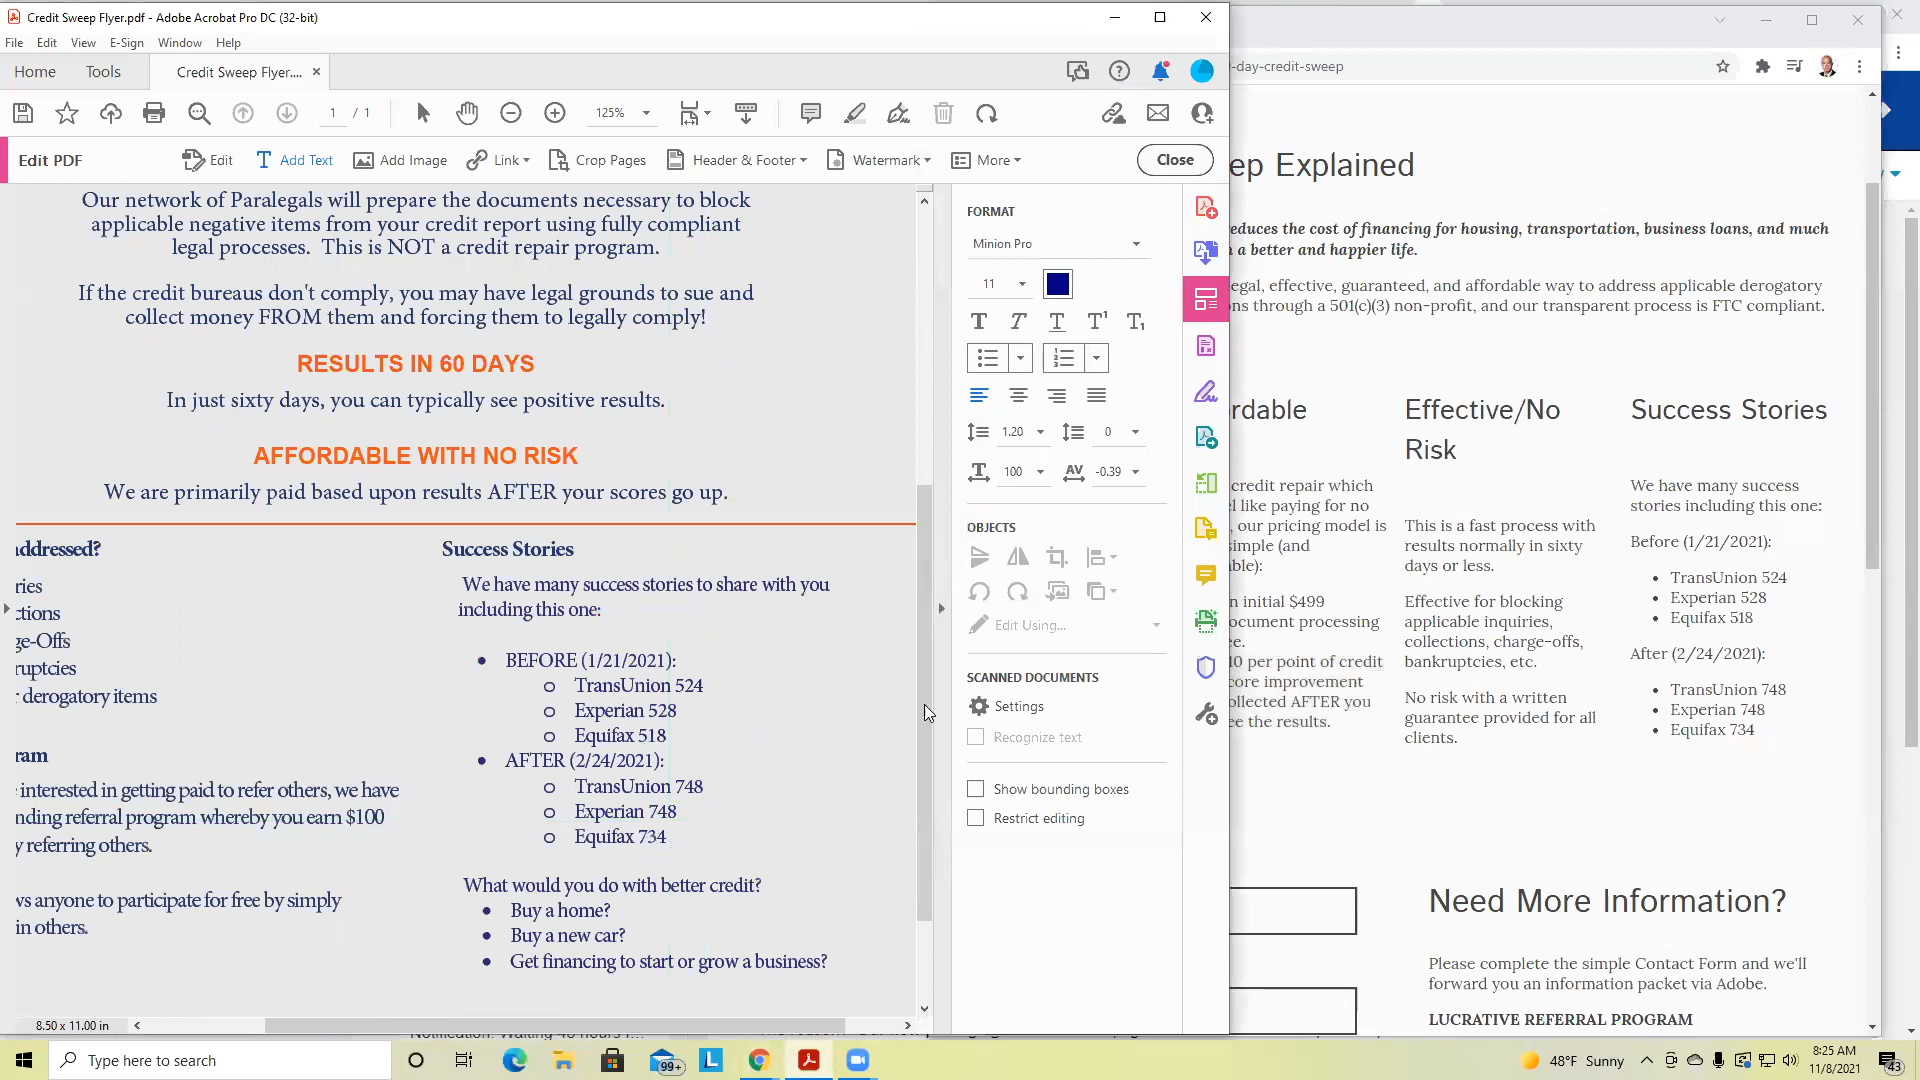 Credit Sweep Flyer.pdf - Adobe Acrobat Pro DC (32-bit)
File Edit View E-Sign Window Help
Home Tools Credit Sweep Flyer....
1 / 1 125%
Edit PDF Edit Add Text Add Image Link Crop Pages Header & Footer Watermark More Close
Our network of Paralegals will prepare the documents necessary to block
applicable negative items from your credit report using fully compliant
legal processes. This is NOT a credit repair program.
If the credit bureaus don't comply, you may have legal grounds to sue and
collect money FROM them and forcing them to legally comply!
RESULTS IN 60 DAYS
In just sixty days, you can typically see positive results.
AFFORDABLE WITH NO RISK
We are primarily paid based upon results AFTER your scores go up.
addressed?
ries
ctions
ge-Offs
ruptcies
r derogatory items
ram
interested in getting paid to refer others, we have
nding referral program whereby you earn $100
y referring others.
ws anyone to participate for free by simply
in others.
Success Stories
We have many success stories to share with you
including this one:
• BEFORE (1/21/2021):
o TransUnion 524
o Experian 528
o Equifax 518
• AFTER (2/24/2021):
o TransUnion 748
o Experian 748
o Equifax 734
What would you do with better credit?
• Buy a home?
• Buy a new car?
• Get financing to start or grow a business?
8.50 x 11.00 in
FORMAT
Minion Pro
11
1.20 0
100 -0.39
OBJECTS
Edit Using...
SCANNED DOCUMENTS
Settings
Recognize text
Show bounding boxes
Restrict editing
-day-credit-sweep
ep Explained
educes the cost of financing for housing, transportation, business loans, and much
a better and happier life.
egal, effective, guaranteed, and affordable way to address applicable derogatory
ons through a 501(c)(3) non-profit, and our transparent process is FTC compliant.
rdable
credit repair which
l like paying for no
, our pricing model is
simple (and
ble):
n initial $499
ocument processing
ee.
10 per point of credit
core improvement
ollected AFTER you
ee the results.
Effective/No
Risk
This is a fast process with
results normally in sixty
days or less.
Effective for blocking
applicable inquiries,
collections, charge-offs,
bankruptcies, etc.
No risk with a written
guarantee provided for all
clients.
Success Stories
We have many success
stories including this one:
Before (1/21/2021):
• TransUnion 524
• Experian 528
• Equifax 518
After (2/24/2021):
• TransUnion 748
• Experian 748
• Equifax 734
Need More Information?
Please complete the simple Contact Form and we'll
forward you an information packet via Adobe.
LUCRATIVE REFERRAL PROGRAM
Type here to search
99+
48°F Sunny
8:25 AM
11/8/2021
43